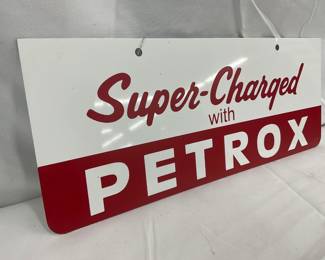 Super-Charged
with
PETROX